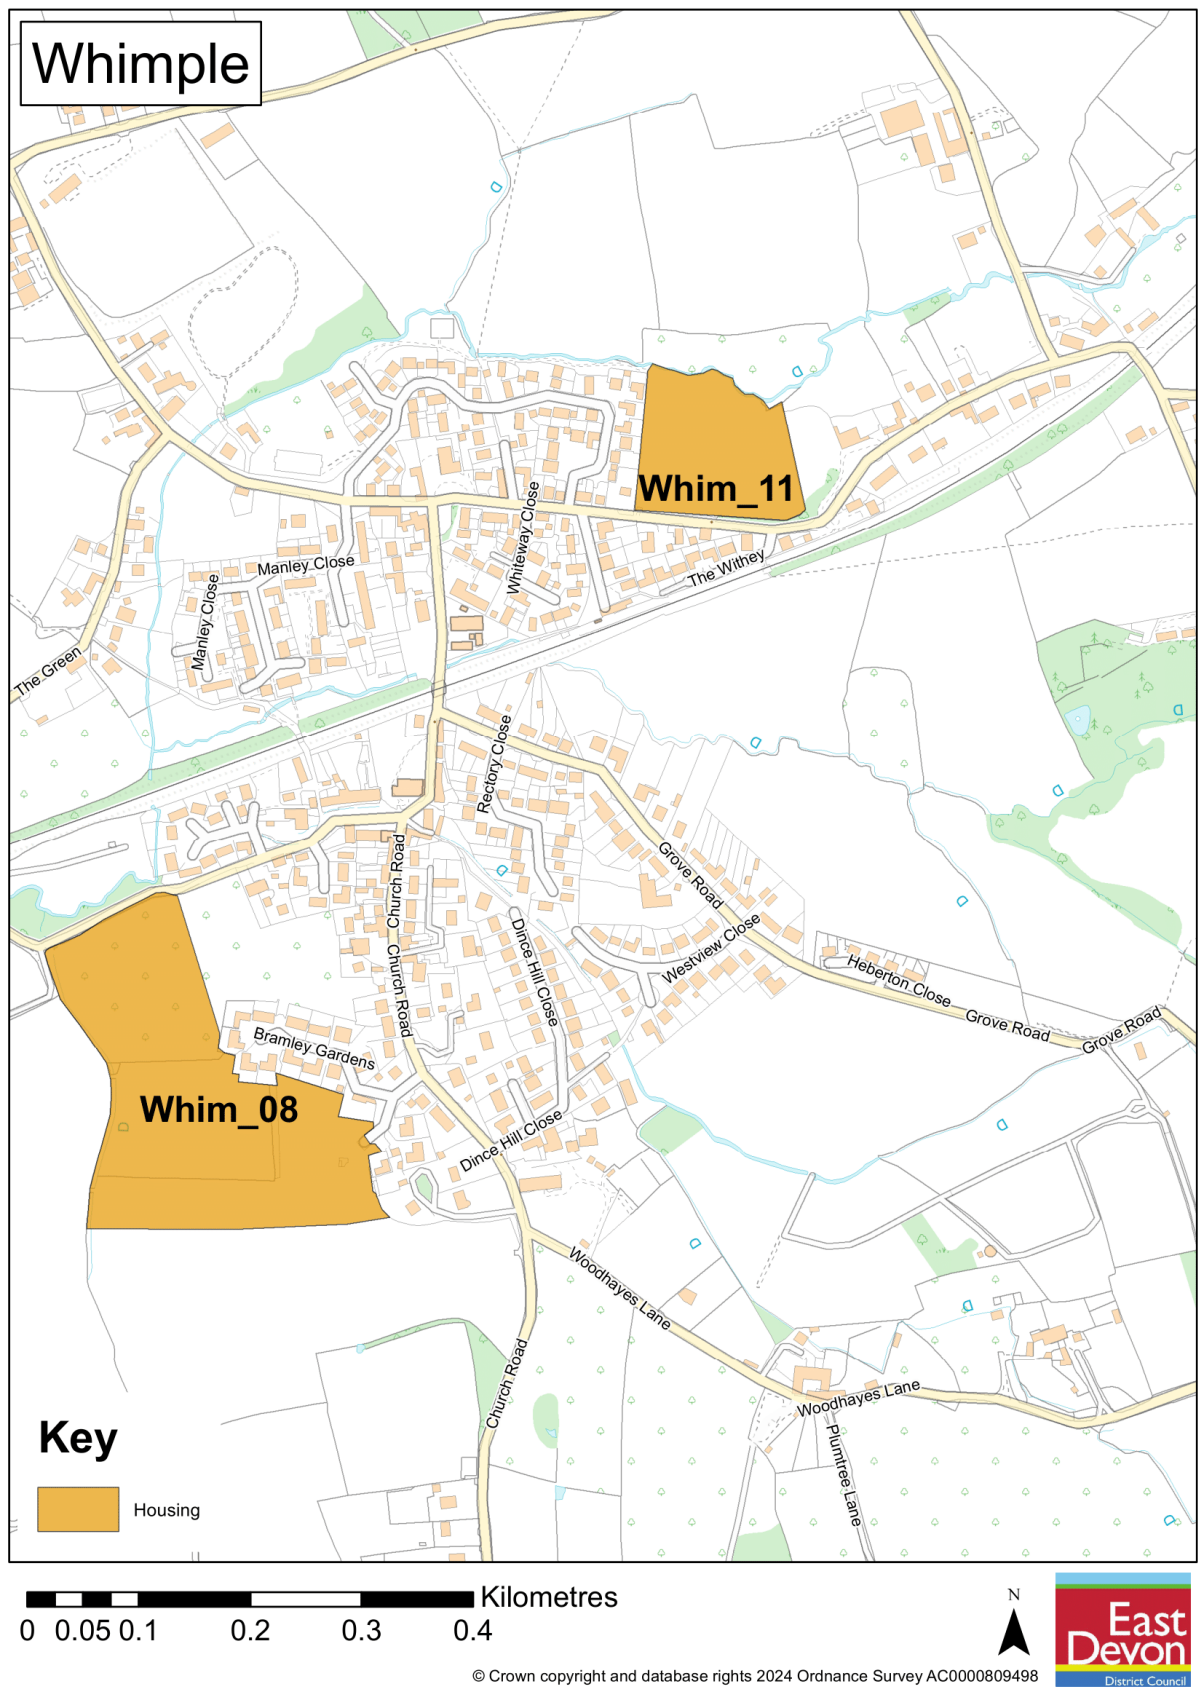 Whimple
Whim_11
Whiteway Close
The Withey
Manley Close
Manley Close
The Green
Rectory Close
Grove Road
Church Road
Church Road
Dince Hill Close
Westview Close
Heberton Close
Grove Road
Grove Road
Bramley Gardens
Whim_08
Dince Hill Close
Woodhayes Lane
Church Road
Woodhayes Lane
Plumtree Lane
Key
Housing
Kilometres
0 0.05 0.1 0.2 0.3 0.4
N
East
Devon
District Council
© Crown copyright and database rights 2024 Ordnance Survey AC0000809498